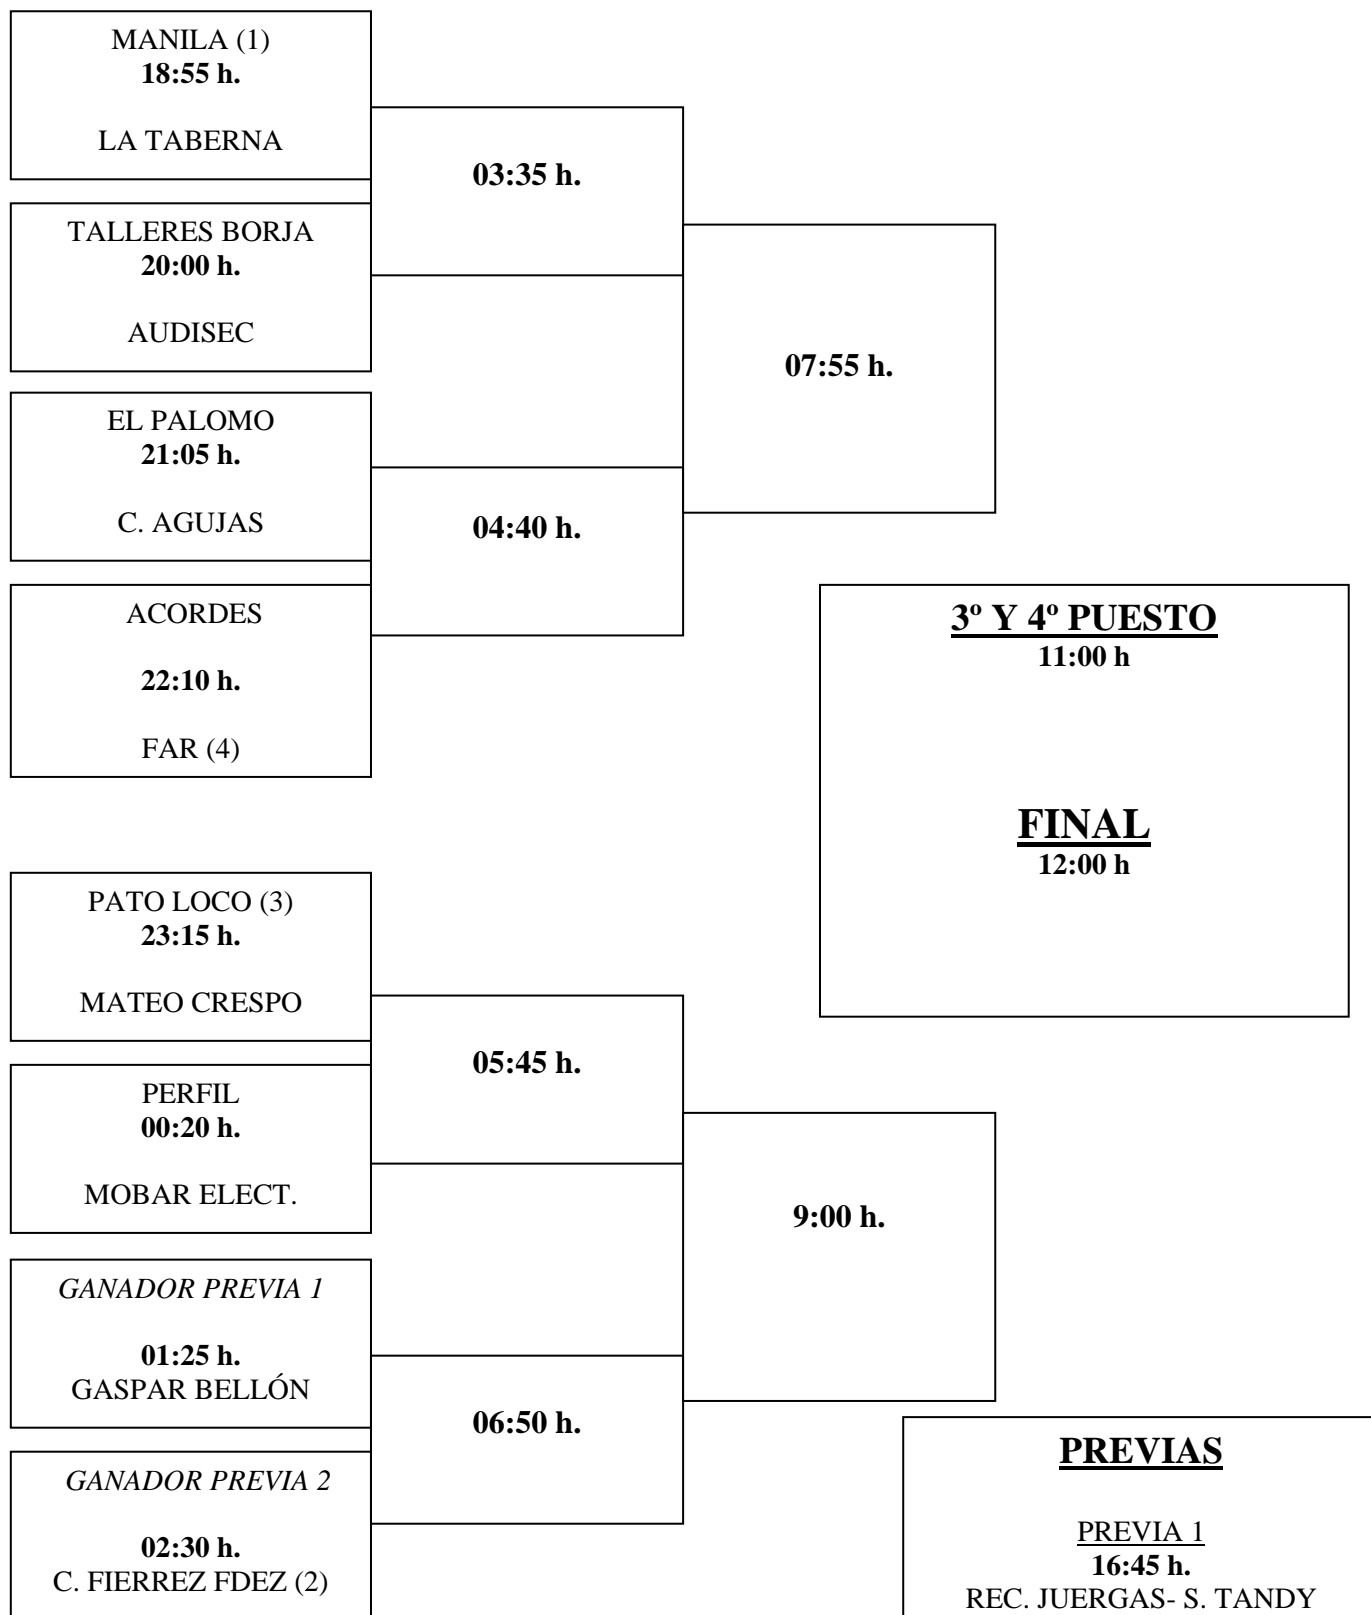 MANILA (1)
18:55 h.
LA TABERNA
TALLERES BORJA
20:00 h.
AUDISEC
EL PALOMO
21:05 h.
C. AGUJAS
ACORDES
22:10 h.
FAR (4)
03:35 h.
04:40 h.
07:55 h.
3º Y 4º PUESTO
11:00 h
FINAL
12:00 h
PATO LOCO (3)
23:15 h.
MATEO CRESPO
PERFIL
00:20 h.
MOBAR ELECT.
GANADOR PREVIA 1
01:25 h.
GASPAR BELLÓN
GANADOR PREVIA 2
02:30 h.
C. FIERREZ FDEZ (2)
05:45 h.
06:50 h.
9:00 h.
PREVIAS
PREVIA 1
16:45 h.
REC. JUERGAS- S. TANDY